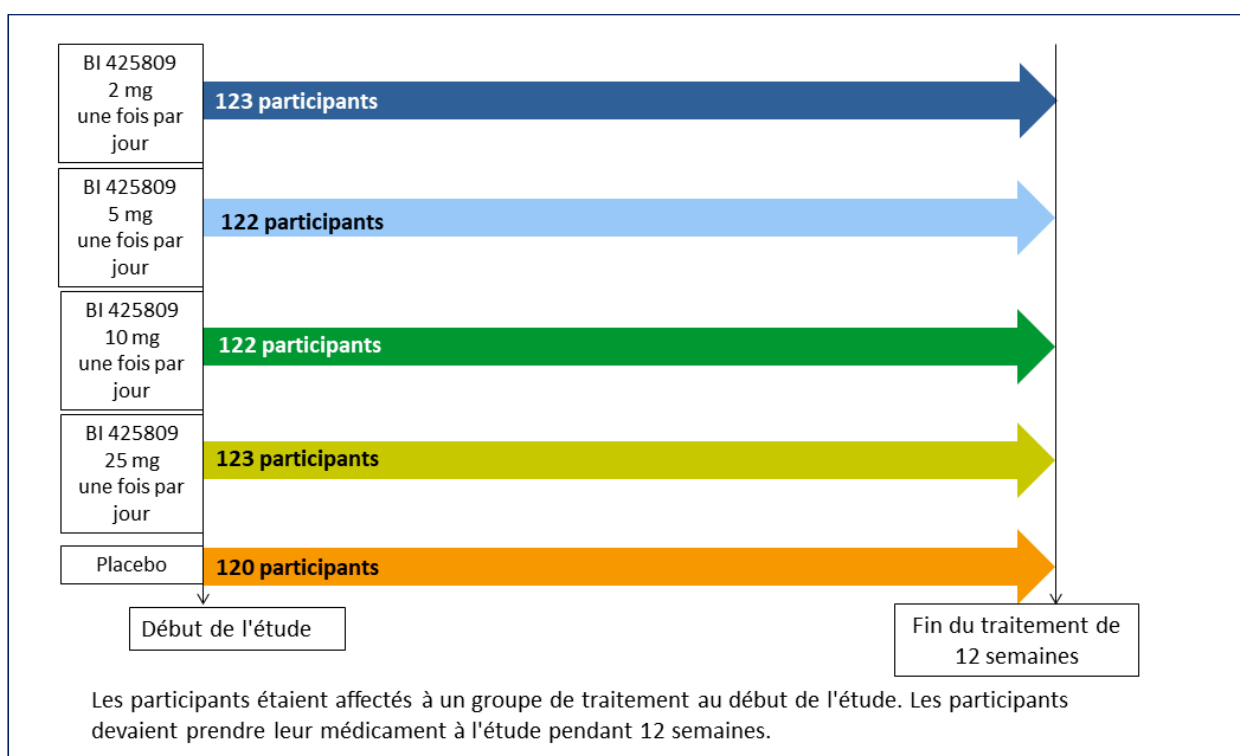 BI 425809
2 mg
une fois par
jour
123 participants
BI 425809
5 mg
une fois par
jour
122 participants
BI 425809
10 mg
une fois par
jour
122 participants
BI 425809
25 mg
une fois par
jour
123 participants
Placebo
120 participants
Début de l'étude
Fin du traitement de
12 semaines
Les participants étaient affectés à un groupe de traitement au début de l'étude. Les participants
devaient prendre leur médicament à l'étude pendant 12 semaines.